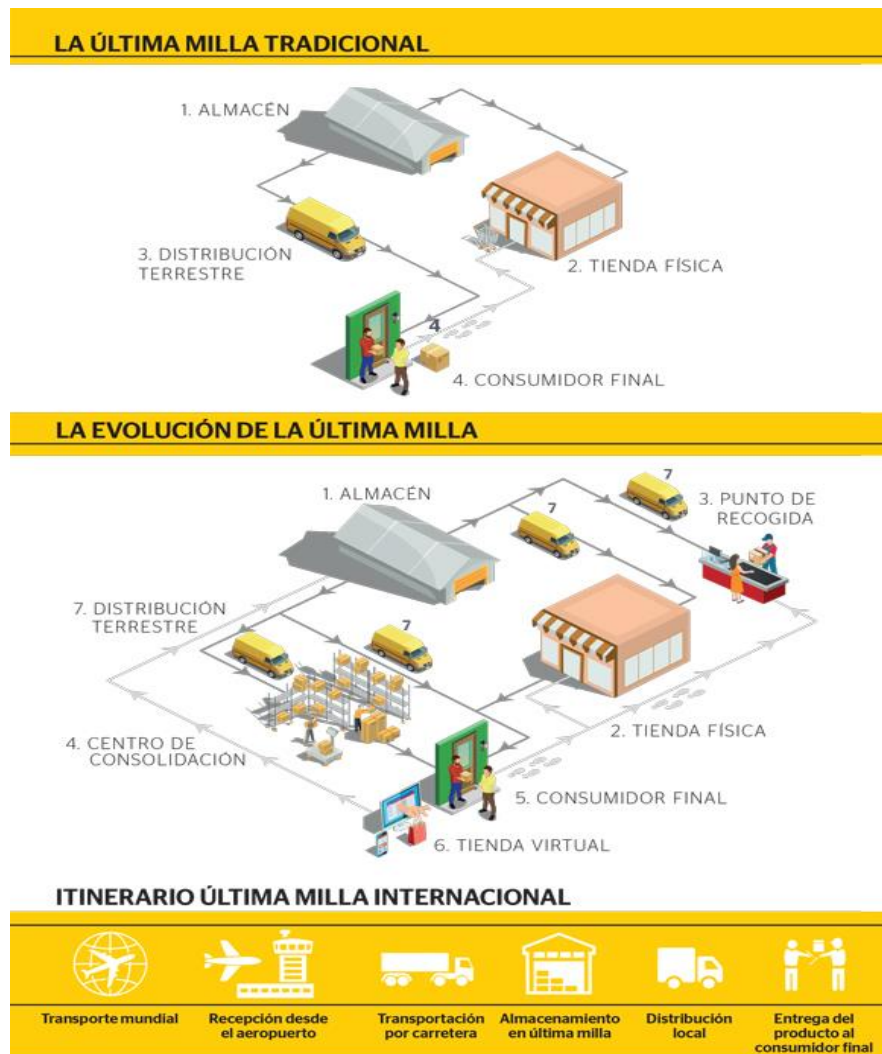 LA ÚLTIMA MILLA TRADICIONAL
1. ALMACÉN
3. DISTRIBUCIÓN
TERRESTRE
2. TIENDA FÍSICA
4
4. CONSUMIDOR FINAL
LA EVOLUCIÓN DE LA ÚLTIMA MILLA
1. ALMACÉN
7
3. PUNTO DE
RECOGIDA
7
7. DISTRIBUCIÓN
TERRESTRE
7
2. TIENDA FÍSICA
4. CENTRO DE
CONSOLIDACIÓN
5. CONSUMIDOR FINAL
6. TIENDA VIRTUAL
ITINERARIO ÚLTIMA MILLA INTERNACIONAL
Transporte mundial
Recepción desde
el aeropuerto
Transportación
por carretera
Almacenamiento
en última milla
Distribución
local
Entrega del
producto al
consumidor final